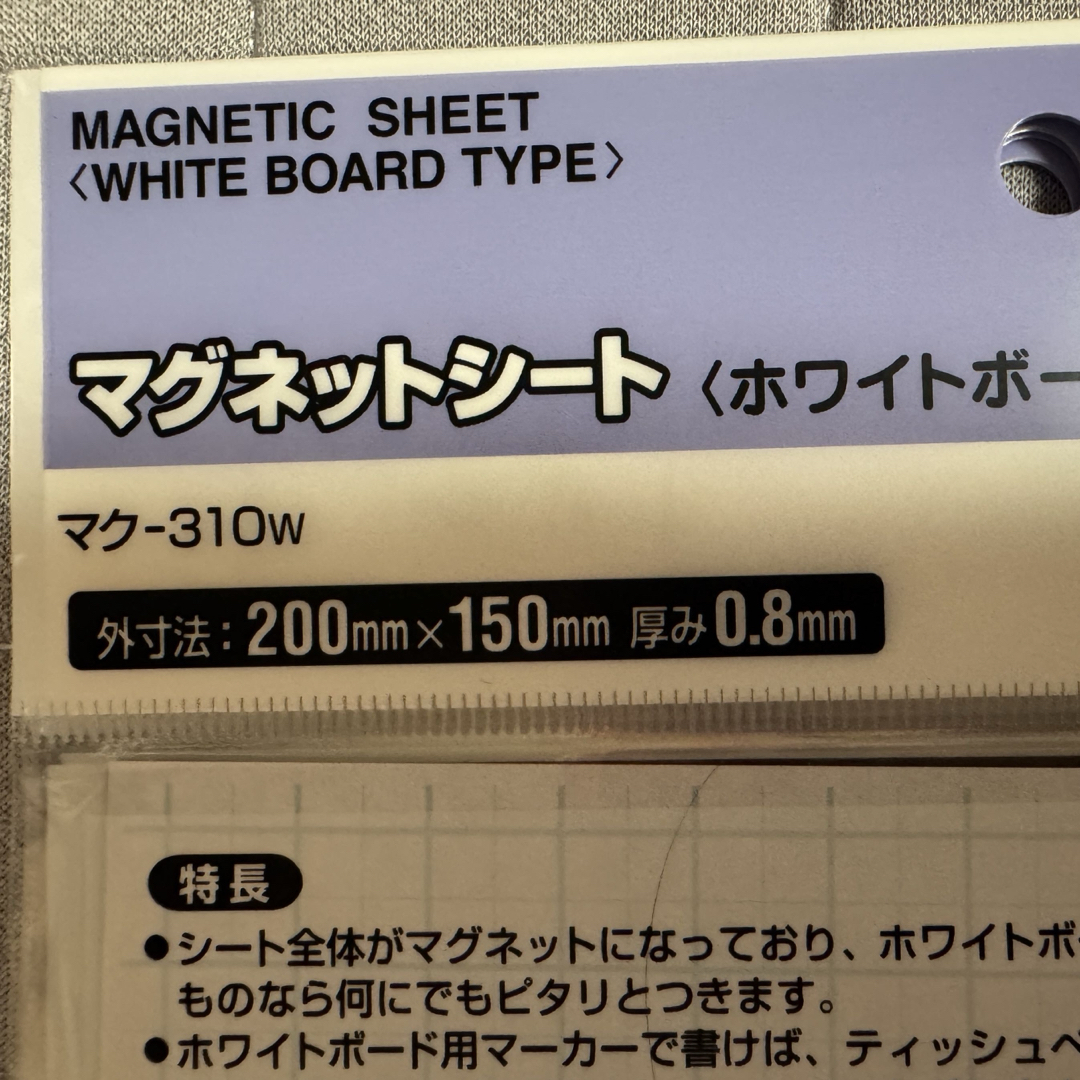 MAGNETIC SHEET
〈WHITE BOARD TYPE〉
マグネットシート 〈ホワイトボー
マク-310W
外寸法：200mm×150mm 厚み0.8mm
特長
●シート全体がマグネットになっており、ホワイトボ
ものなら何にでもピタリとつきます。
●ホワイトボード用マーカーで書けば、ティッシュペ